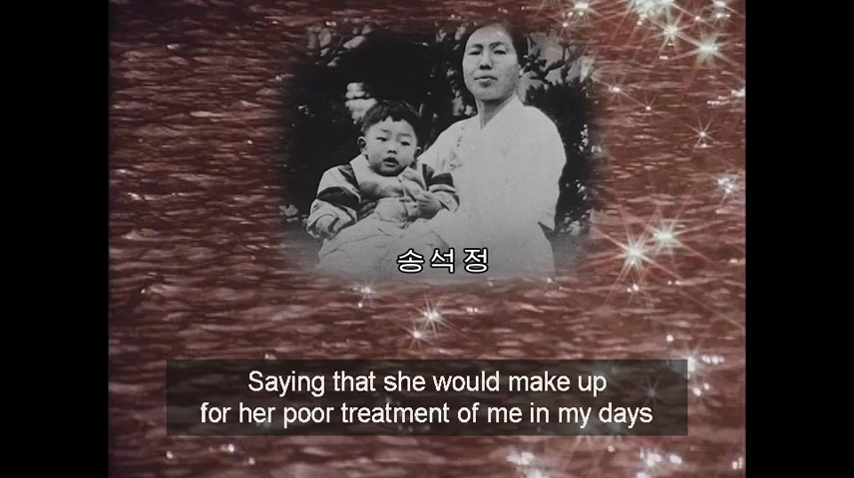 송석정
Saying that she would make up
for her poor treatment of me in my days